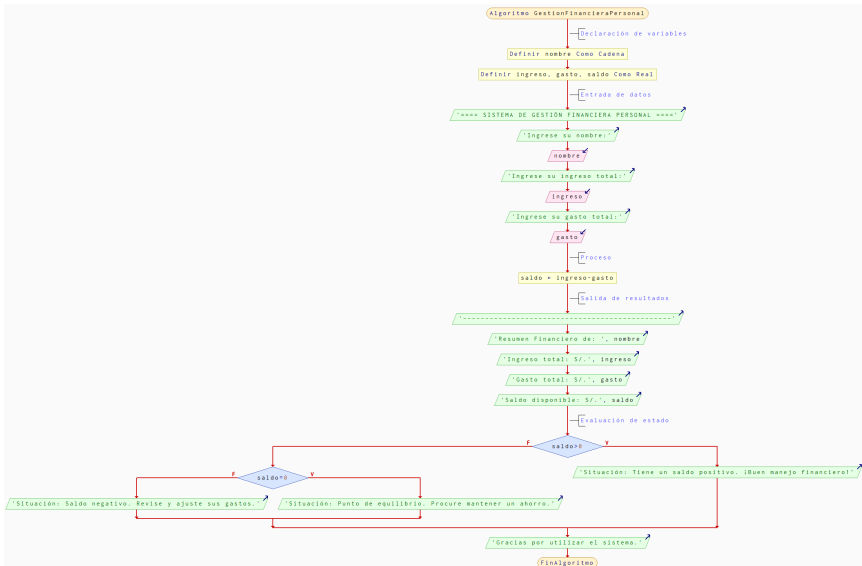 Algoritmo GestionFinancieraPersonal
Declaración de variables
Definir nombre Como Cadena
Definir ingreso, gasto, saldo Como Real
Entrada de datos
'==== SISTEMA DE GESTIÓN FINANCIERA PERSONAL ===='
'Ingrese su nombre:'
nombre
'Ingrese su ingreso total:'
ingreso
'Ingrese su gasto total:'
gasto
Proceso
saldo ← ingreso-gasto
Salida de resultados
'---------------------------------------------'
'Resumen Financiero de: ', nombre
'Ingreso total: S/.', ingreso
'Gasto total: S/.', gasto
'Saldo disponible: S/.', saldo
Evaluación de estado
F
saldo>0
V
'Situación: Tiene un saldo positivo. ¡Buen manejo financiero!'
F
saldo=0
V
'Situación: Saldo negativo. Revise y ajuste sus gastos.'
'Situación: Punto de equilibrio. Procure mantener un ahorro.'
'Gracias por utilizar el sistema.'
FinAlgoritmo